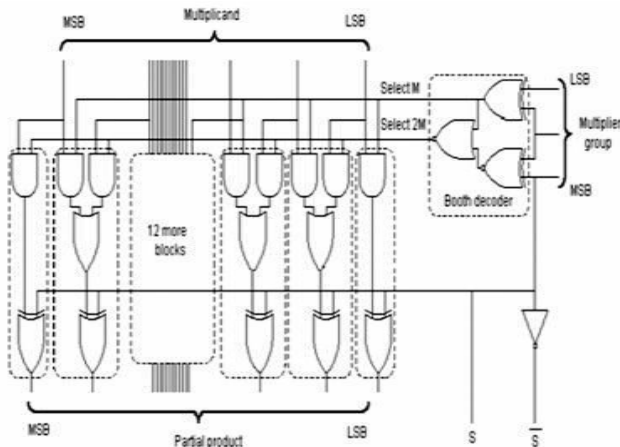 Multiplicand
MSB
LSB
Select M
LSB
Select 2M
Multiplier
group
MSB
Booth decoder
12 more
blocks
MSB
Partial product
LSB
S
S̅